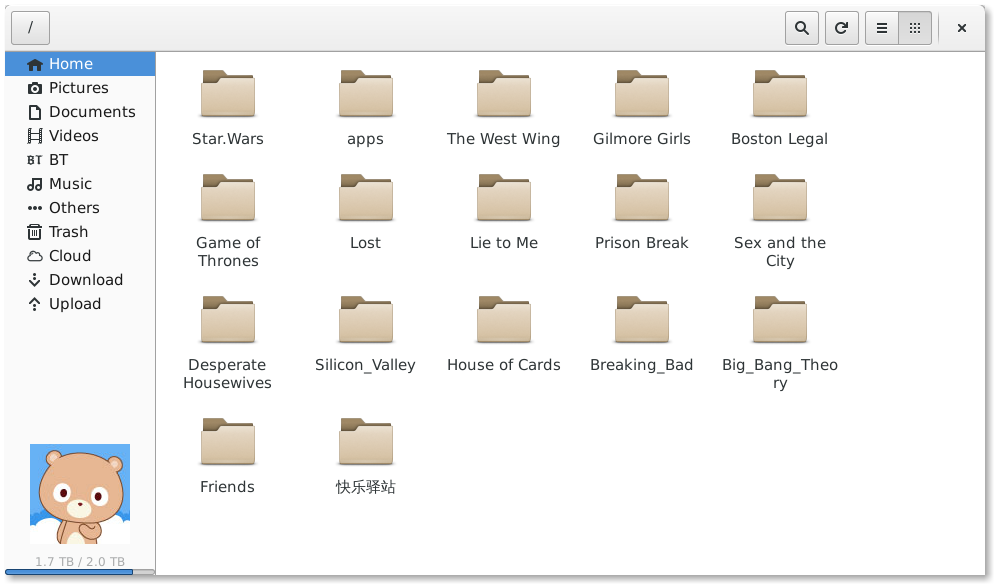 /
Home
Pictures
Documents
Videos
BT BT
Music
Others
Trash
Cloud
Download
Upload
1.7 TB / 2.0 TB
Star.Wars
apps
The West Wing
Gilmore Girls
Boston Legal
Game of
Thrones
Lost
Lie to Me
Prison Break
Sex and the
City
Desperate
Housewives
Silicon_Valley
House of Cards
Breaking_Bad
Big_Bang_Theo
ry
Friends
快乐驿站